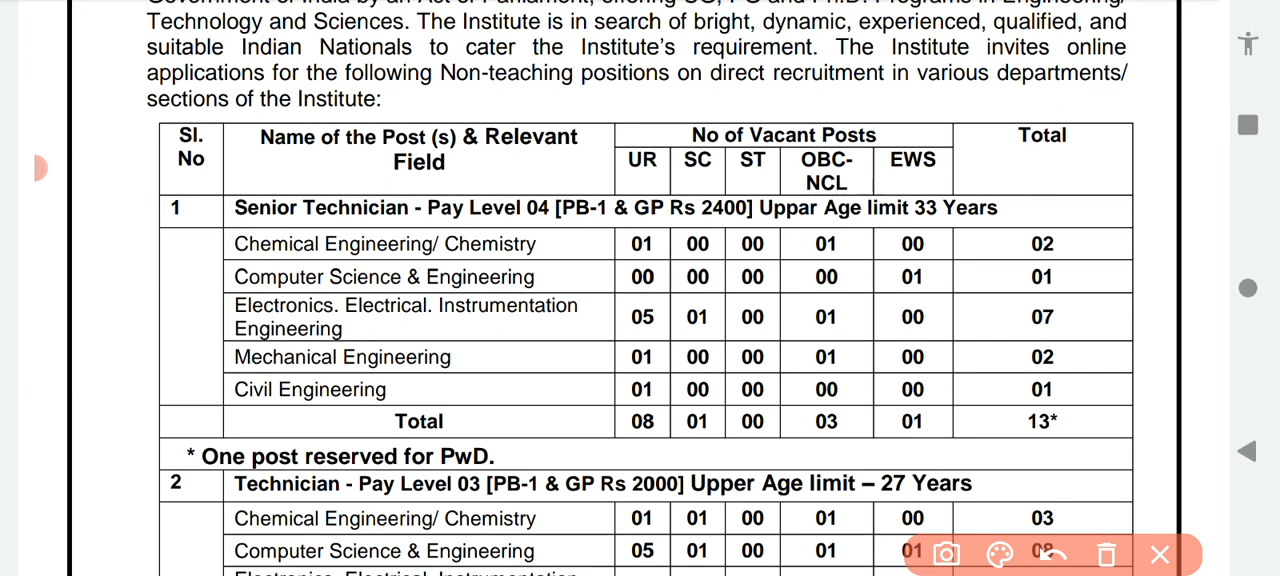 Technology and Sciences. The Institute is in search of bright, dynamic, experienced, qualified, and
suitable Indian Nationals to cater the Institute's requirement. The Institute invites online
applications for the following Non-teaching positions on direct recruitment in various departments/
sections of the Institute:
Sl. No Name of the Post (s) & Relevant Field No of Vacant Posts Total
UR SC ST OBC-NCL EWS
1 Senior Technician - Pay Level 04 [PB-1 & GP Rs 2400] Uppar Age limit 33 Years
Chemical Engineering/ Chemistry 01 00 00 01 00 02
Computer Science & Engineering 00 00 00 00 01 01
Electronics. Electrical. Instrumentation
Engineering 05 01 00 01 00 07
Mechanical Engineering 01 00 00 01 00 02
Civil Engineering 01 00 00 00 00 01
Total 08 01 00 03 01 13*
* One post reserved for PwD.
2 Technician - Pay Level 03 [PB-1 & GP Rs 2000] Upper Age limit – 27 Years
Chemical Engineering/ Chemistry 01 01 00 01 00 03
Computer Science & Engineering 05 01 00 01 01